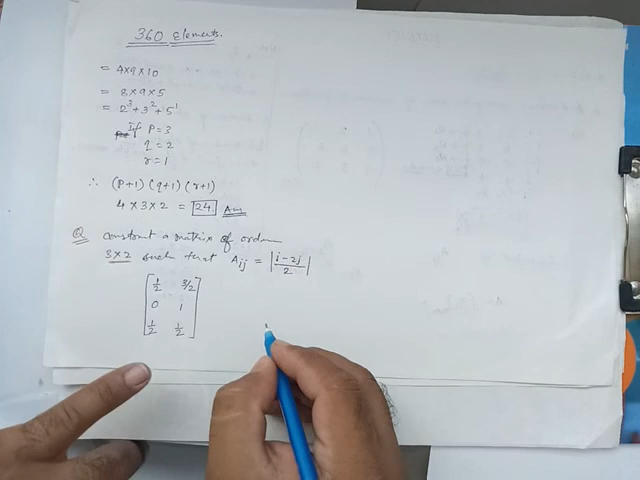 360 Elements.
= 4×9×10
= 8×9×5
= 2³+3²+5¹
If P=3
q=2
r=1
∴ (P+1) (q+1) (r+1)
4×3×2 = 24 Ans
Q Construct a matrix of order
3×2 such that Aij = |i-2j/2|
1/2 3/2
0 1
1/2 1/2